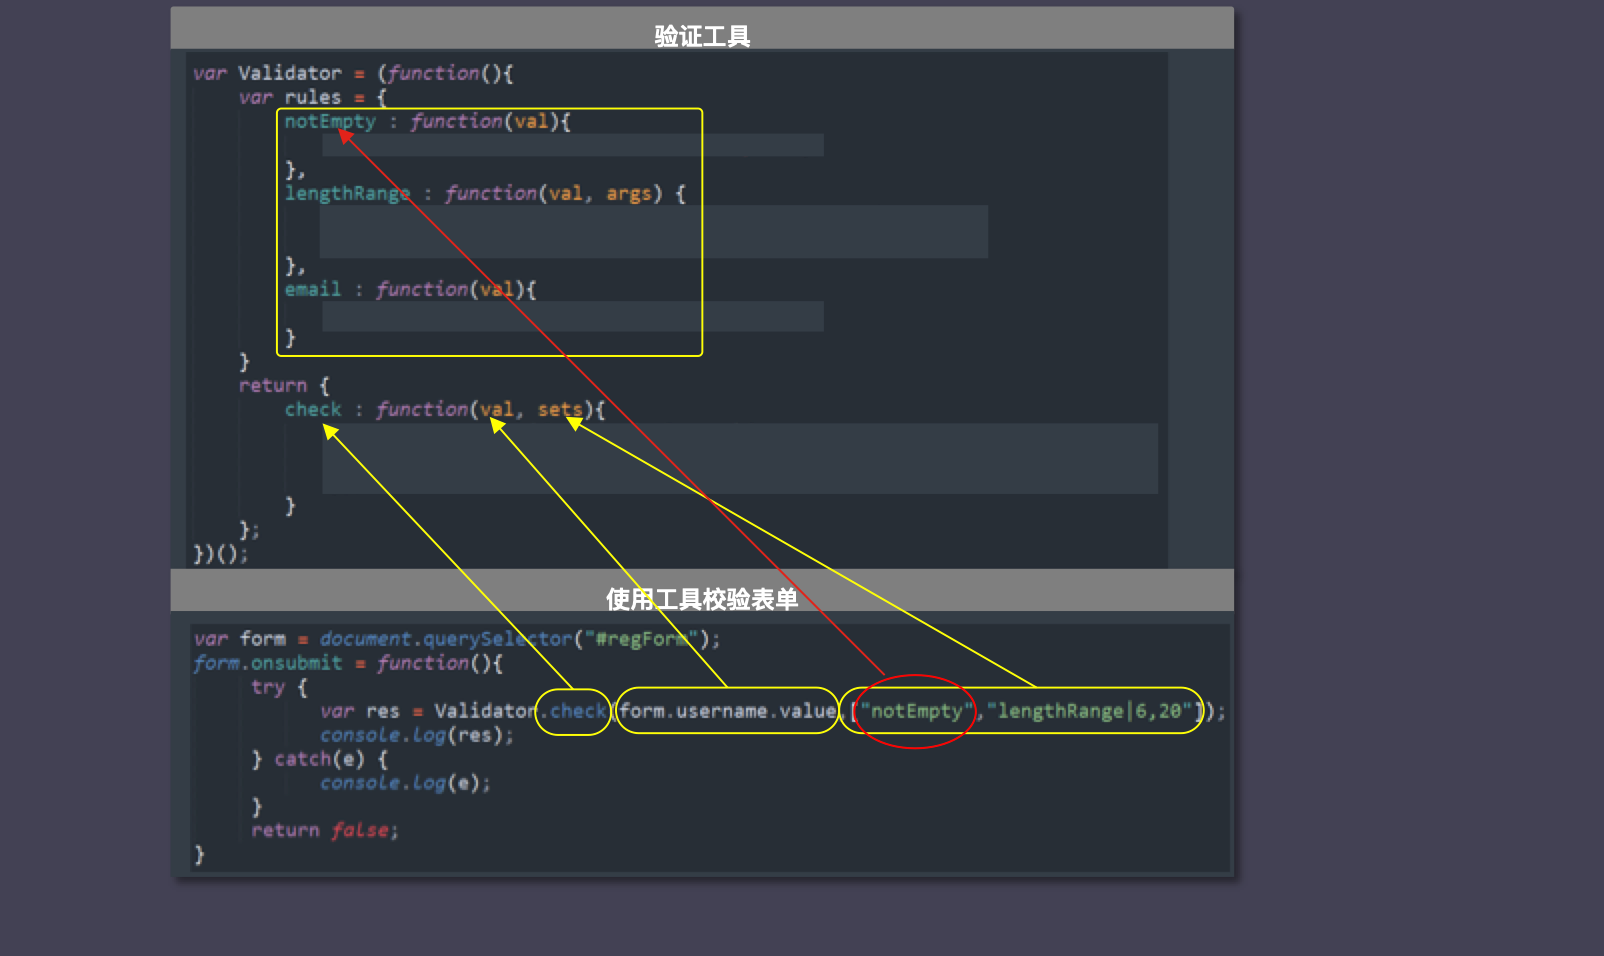 验证工具
var Validator = (function(){
var rules = {
notEmpty : function(val){
},
lengthRange : function(val, args) {
},
email : function(val){
}
}
return {
check : function(val, sets){
}
};
})();
使用工具校验表单
var form = document.querySelector("#regForm");
form.onsubmit = function(){
try {
var res = Validator.check(form.username.value,["notEmpty","lengthRange|6,20"]);
console.log(res);
} catch(e) {
console.log(e);
}
return false;
}